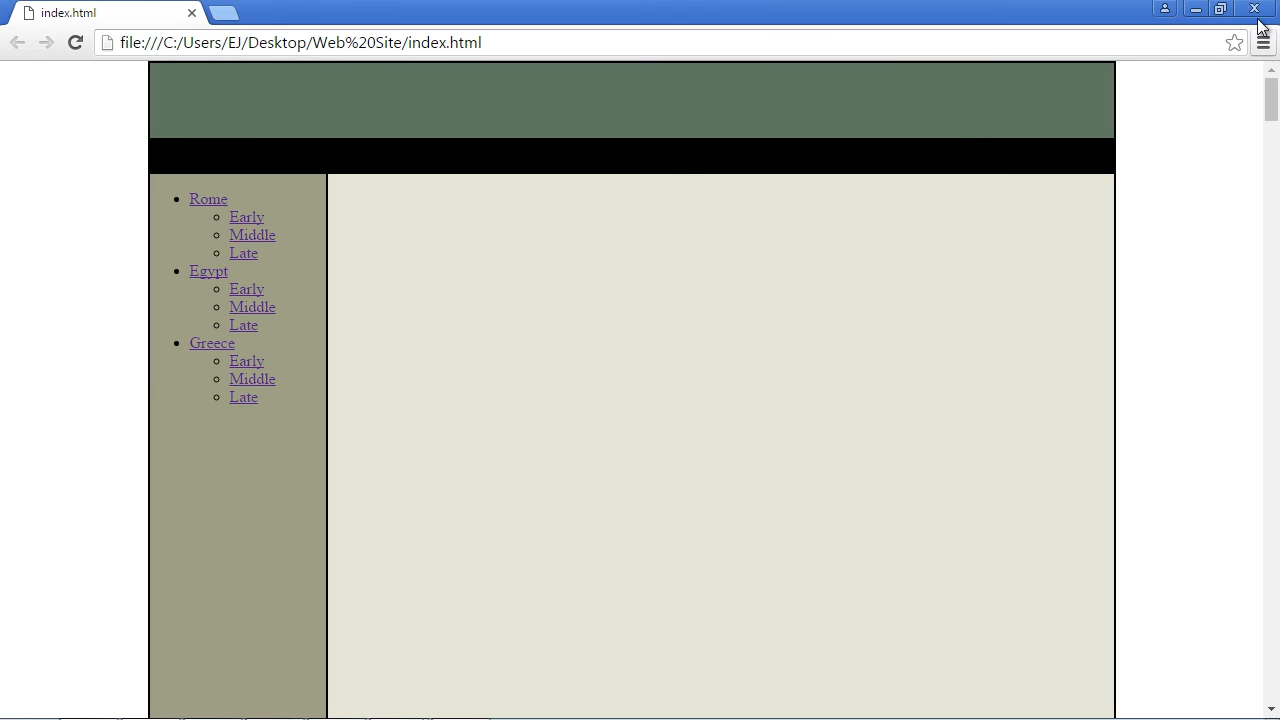 index.html
file:///C:/Users/EJ/Desktop/Web%20Site/index.html
Rome
Early
Middle
Late
Egypt
Early
Middle
Late
Greece
Early
Middle
Late